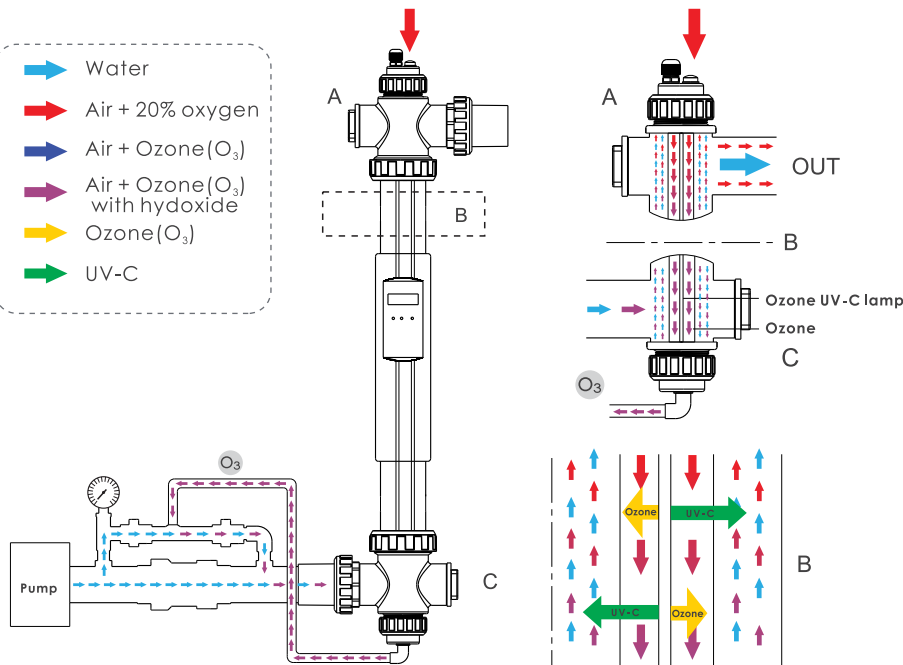 Water
Air + 20% oxygen
Air + Ozone(O₃)
Air + Ozone(O₃)
with hydoxide
Ozone(O₃)
UV-C
A
B
O₃
Pump
C
A
OUT
B
Ozone UV-C lamp
Ozone
C
O₃
Ozone
UV-C
B
UV-C
Ozone